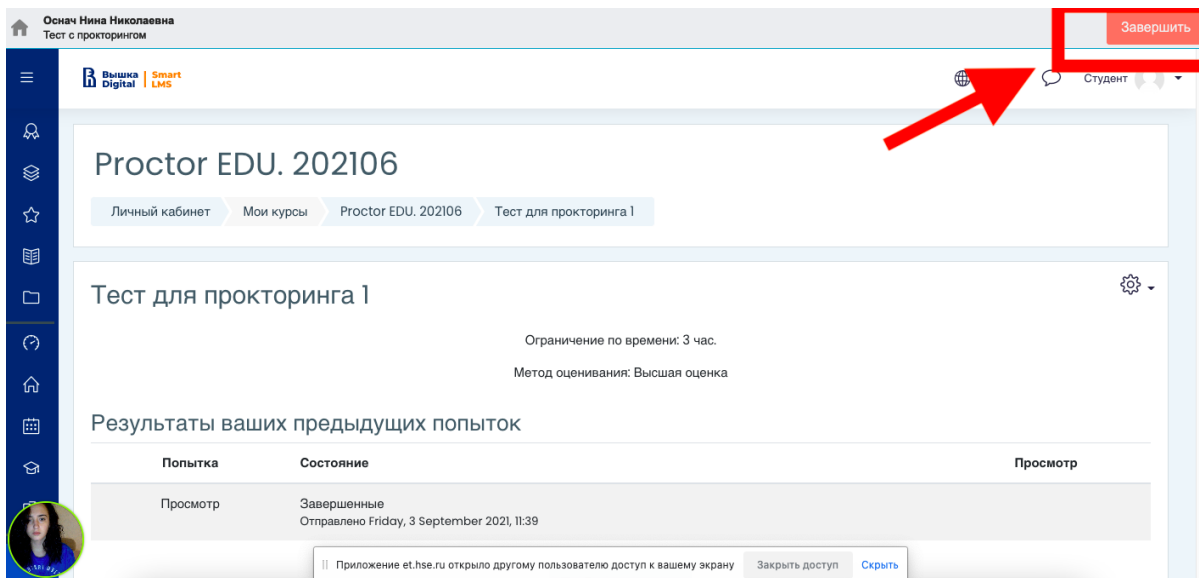 Оснач Нина Николаевна
Тест с прокторингом
Завершить
Вышка Digital | Smart LMS
Студент
Proctor EDU. 202106
Личный кабинет Мои курсы Proctor EDU. 202106 Тест для прокторинга 1
Тест для прокторинга 1
Ограничение по времени: 3 час.
Метод оценивания: Высшая оценка
Результаты ваших предыдущих попыток
Попытка Состояние Просмотр
Просмотр Завершенные
Отправлено Friday, 3 September 2021, 11:39
Приложение et.hse.ru открыло другому пользователю доступ к вашему экрану Закрыть доступ Скрыть